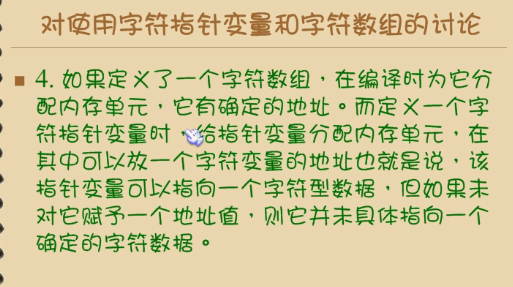 对使用字符指针变量和字符数组的讨论
4. 如果定义了一个字符数组，在编译时为它分
配内存单元，它有确定的地址。而定义一个字
符指针变量时，给指针变量分配内存单元，在
其中可以放一个字符变量的地址也就是说，该
指针变量可以指向一个字符型数据，但如果未
对它赋予一个地址值，则它并未具体指向一个
确定的字符数据。